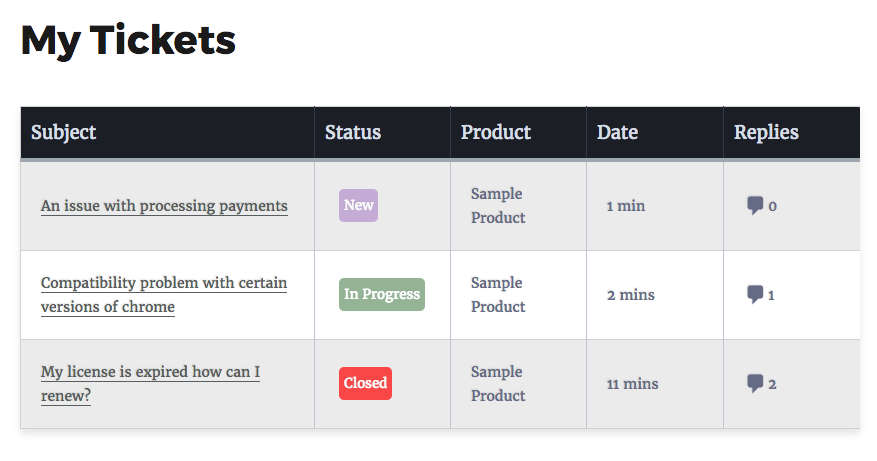 My Tickets
Subject Status Product Date Replies
An issue with processing payments New Sample Product 1 min 0
Compatibility problem with certain versions of chrome In Progress Sample Product 2 mins 1
My license is expired how can I renew? Closed Sample Product 11 mins 2